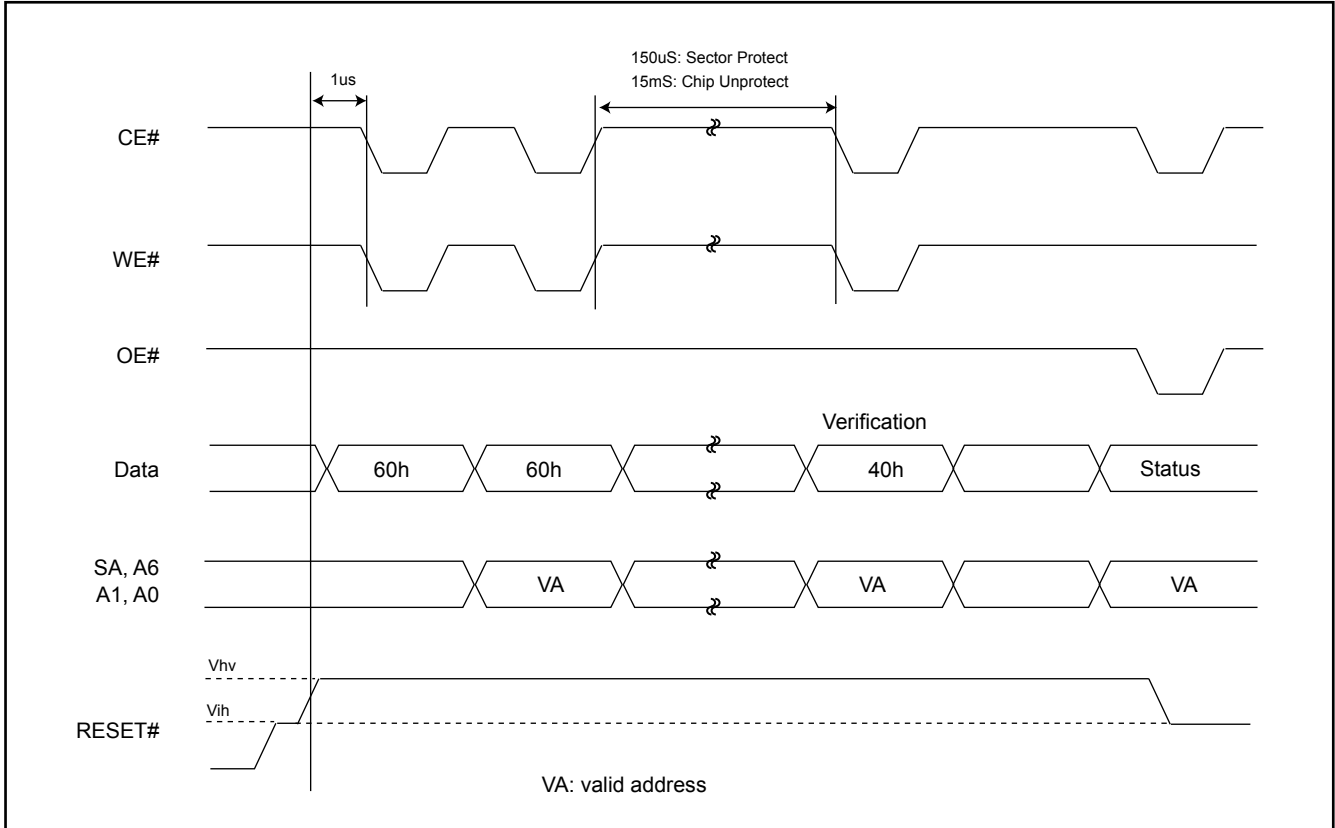 150uS: Sector Protect
1us
15mS: Chip Unprotect
CE#
WE#
OE#
Verification
Data
60h
60h
40h
Status
SA, A6
A1, A0
VA
VA
VA
Vhv
Vih
RESET#
VA: valid address